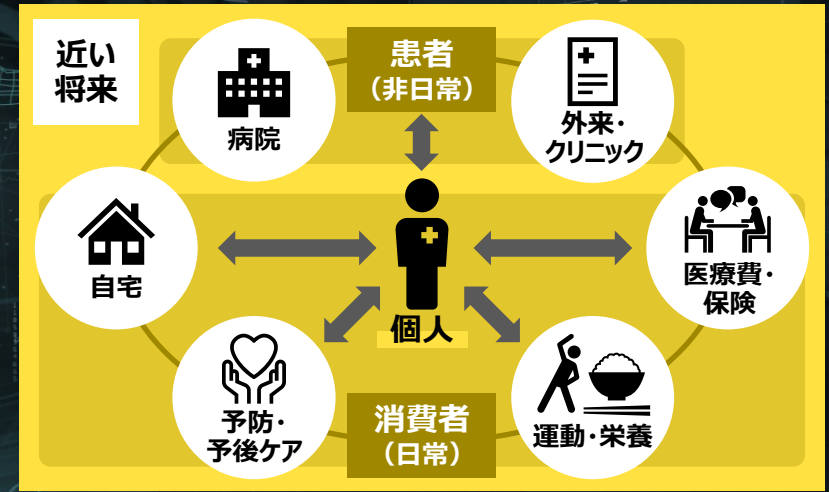 近い
将来
患者
（非日常）
病院
外来・
クリニック
自宅
個人
医療費・
保険
予防・
予後ケア
消費者
（日常）
運動・栄養